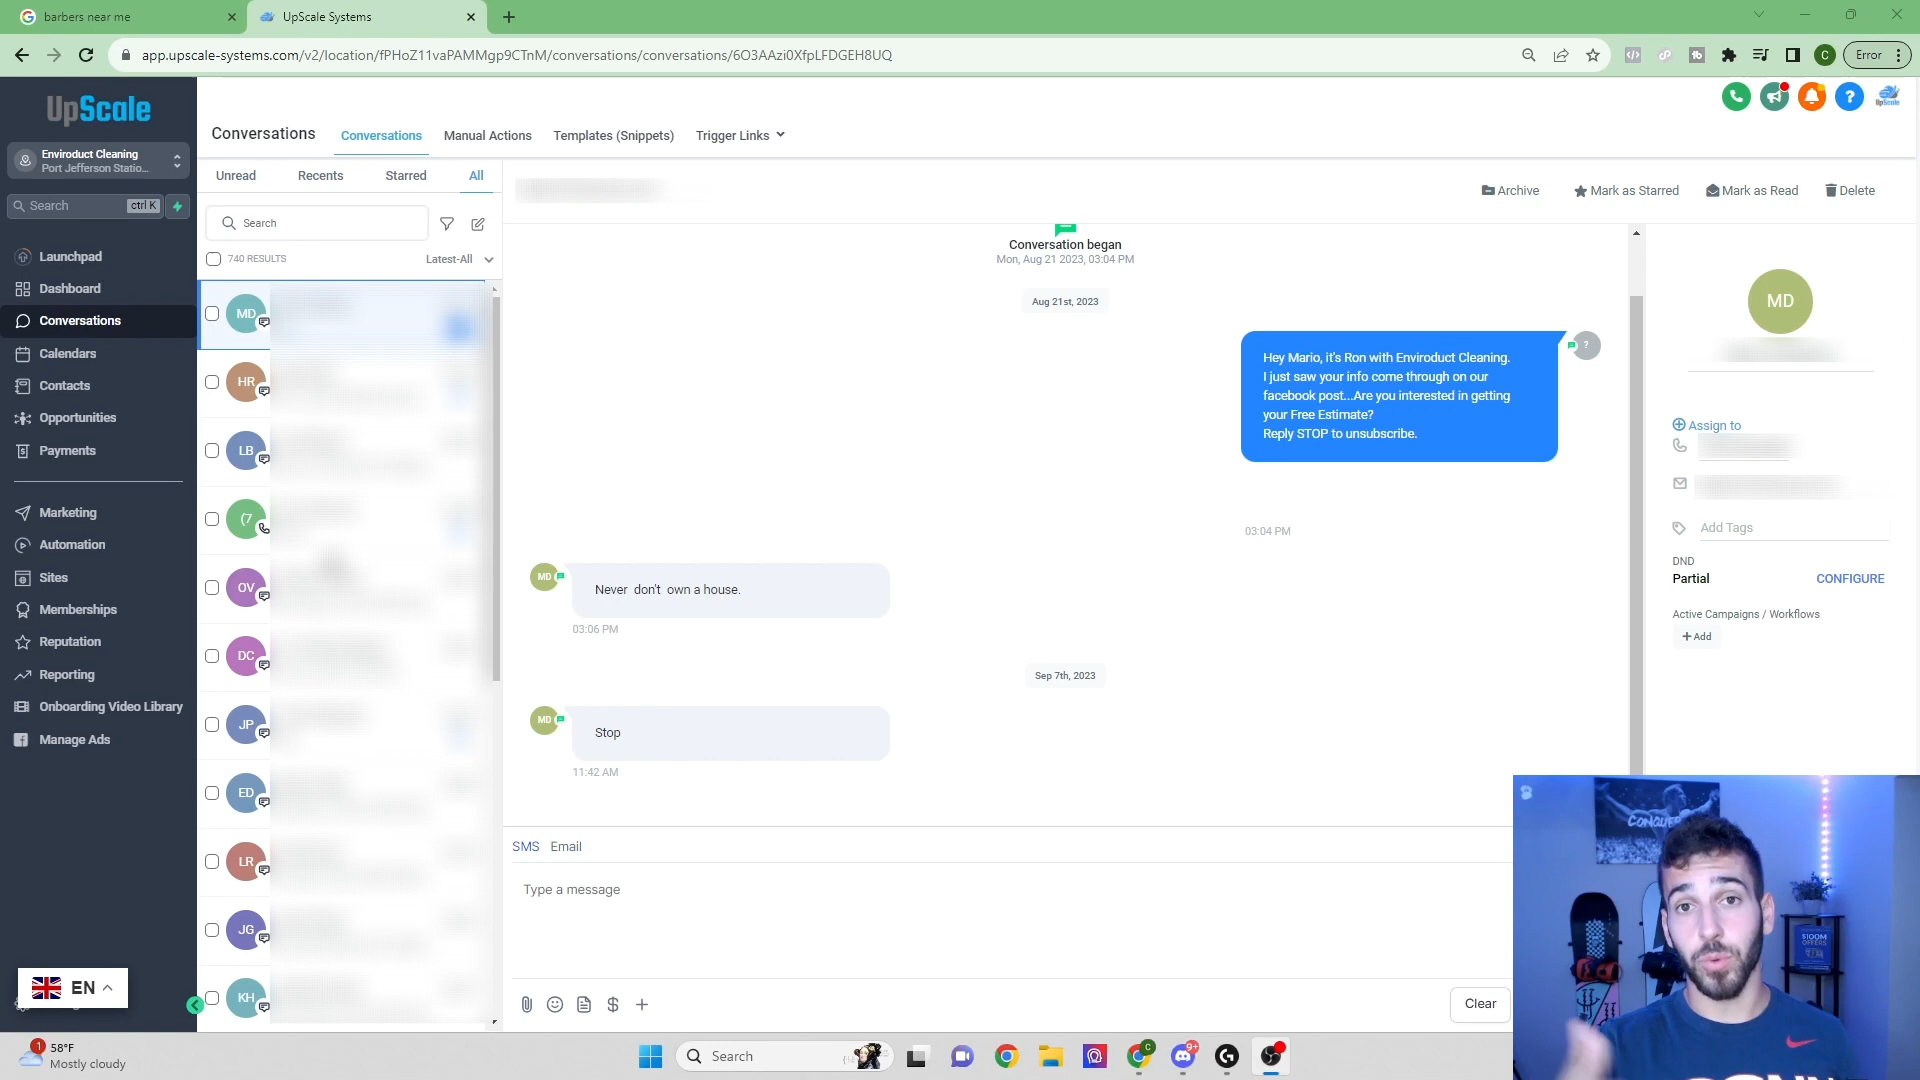 barbers near me
UpScale Systems
app.upscale-systems.com/v2/location/fPHoZ11vaPAMMgp9CTnM/conversations/conversations/6O3AAzi0XfpLFDGEH8UQ
C
Error
UpScale
Enviroduct Cleaning
Port Jefferson Statio...
Search
ctrl K
Launchpad
Dashboard
Conversations
Calendars
Contacts
Opportunities
Payments
Marketing
Automation
Sites
Memberships
Reputation
Reporting
Onboarding Video Library
Manage Ads
EN
Conversations
Conversations
Manual Actions
Templates (Snippets)
Trigger Links
Unread
Recents
Starred
All
Search
740 RESULTS
Latest-All
MD
HR
LB
(7
OV
DC
JP
ED
LR
JG
KH
Archive
Mark as Starred
Mark as Read
Delete
Conversation began
Mon, Aug 21 2023, 03:04 PM
Aug 21st, 2023
Hey Mario, it's Ron with Enviroduct Cleaning.
I just saw your info come through on our
facebook post...Are you interested in getting
your Free Estimate?
Reply STOP to unsubscribe.
?
03:04 PM
MD
Never don't own a house.
03:06 PM
Sep 7th, 2023
MD
Stop
11:42 AM
SMS
Email
Type a message
Clear
MD
Assign to
Add Tags
DND
Partial
CONFIGURE
Active Campaigns / Workflows
+ Add
CONQUER
$100M
OFFERS
1
58°F
Mostly cloudy
Search
C
9+